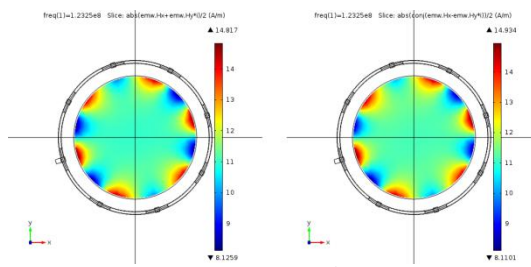 freq(1)=1.2325e8 Slice: abs(emw.Hx+emw.Hy*i)/2 (A/m)
▲ 14.817
14
13
12
11
10
9
▼ 8.1259
y
x
freq(1)=1.2325e8 Slice: abs(conj(emw.Hx-emw.Hy*i))/2 (A/m)
▲ 14.934
14
13
12
11
10
9
▼ 8.1101
y
x